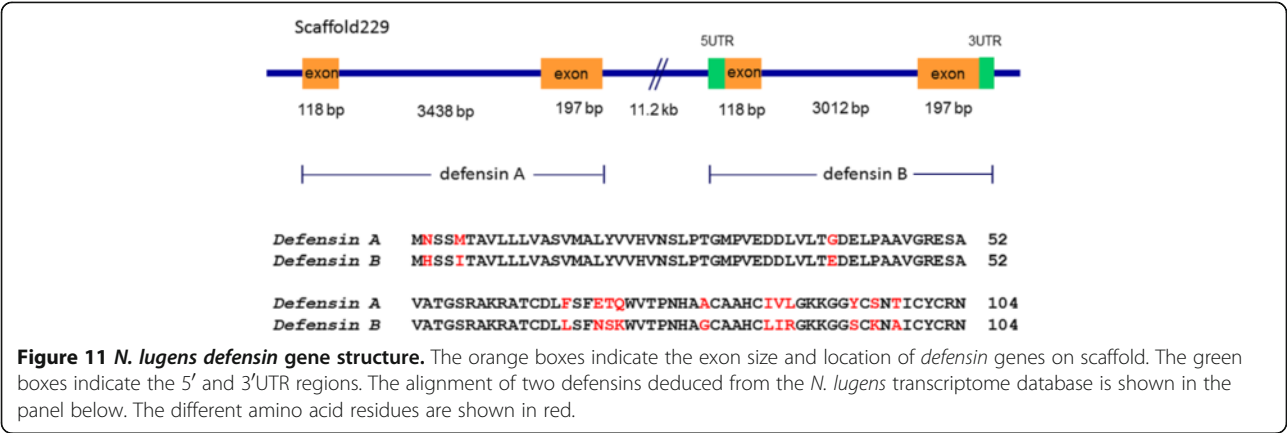 Scaffold229
5UTR 3UTR
exon exon exon exon
118 bp 3438 bp 197 bp 11.2 kb 118 bp 3012 bp 197 bp
defensin A defensin B
Defensin A MNSSMTAVLLLVASVMALYVVHVNSLPTGMPVEDDLVLTGDELPAAVGRESA 52
Defensin B MHSSITAVLLLVASVMALYVVHVNSLPTGMPVEDDLVLTEDELPAAVGRESA 52
Defensin A VATGSRAKRATCDLFSFETQWVTPNHAACAAHCIVLGKKGGYCSNTICYCRN 104
Defensin B VATGSRAKRATCDLLSFNSKWVTPNHAGCAAHCLIRGKKGGSCKNAICYCRN 104
Figure 11 N. lugens defensin gene structure. The orange boxes indicate the exon size and location of defensin genes on scaffold. The green
boxes indicate the 5′ and 3′UTR regions. The alignment of two defensins deduced from the N. lugens transcriptome database is shown in the
panel below. The different amino acid residues are shown in red.